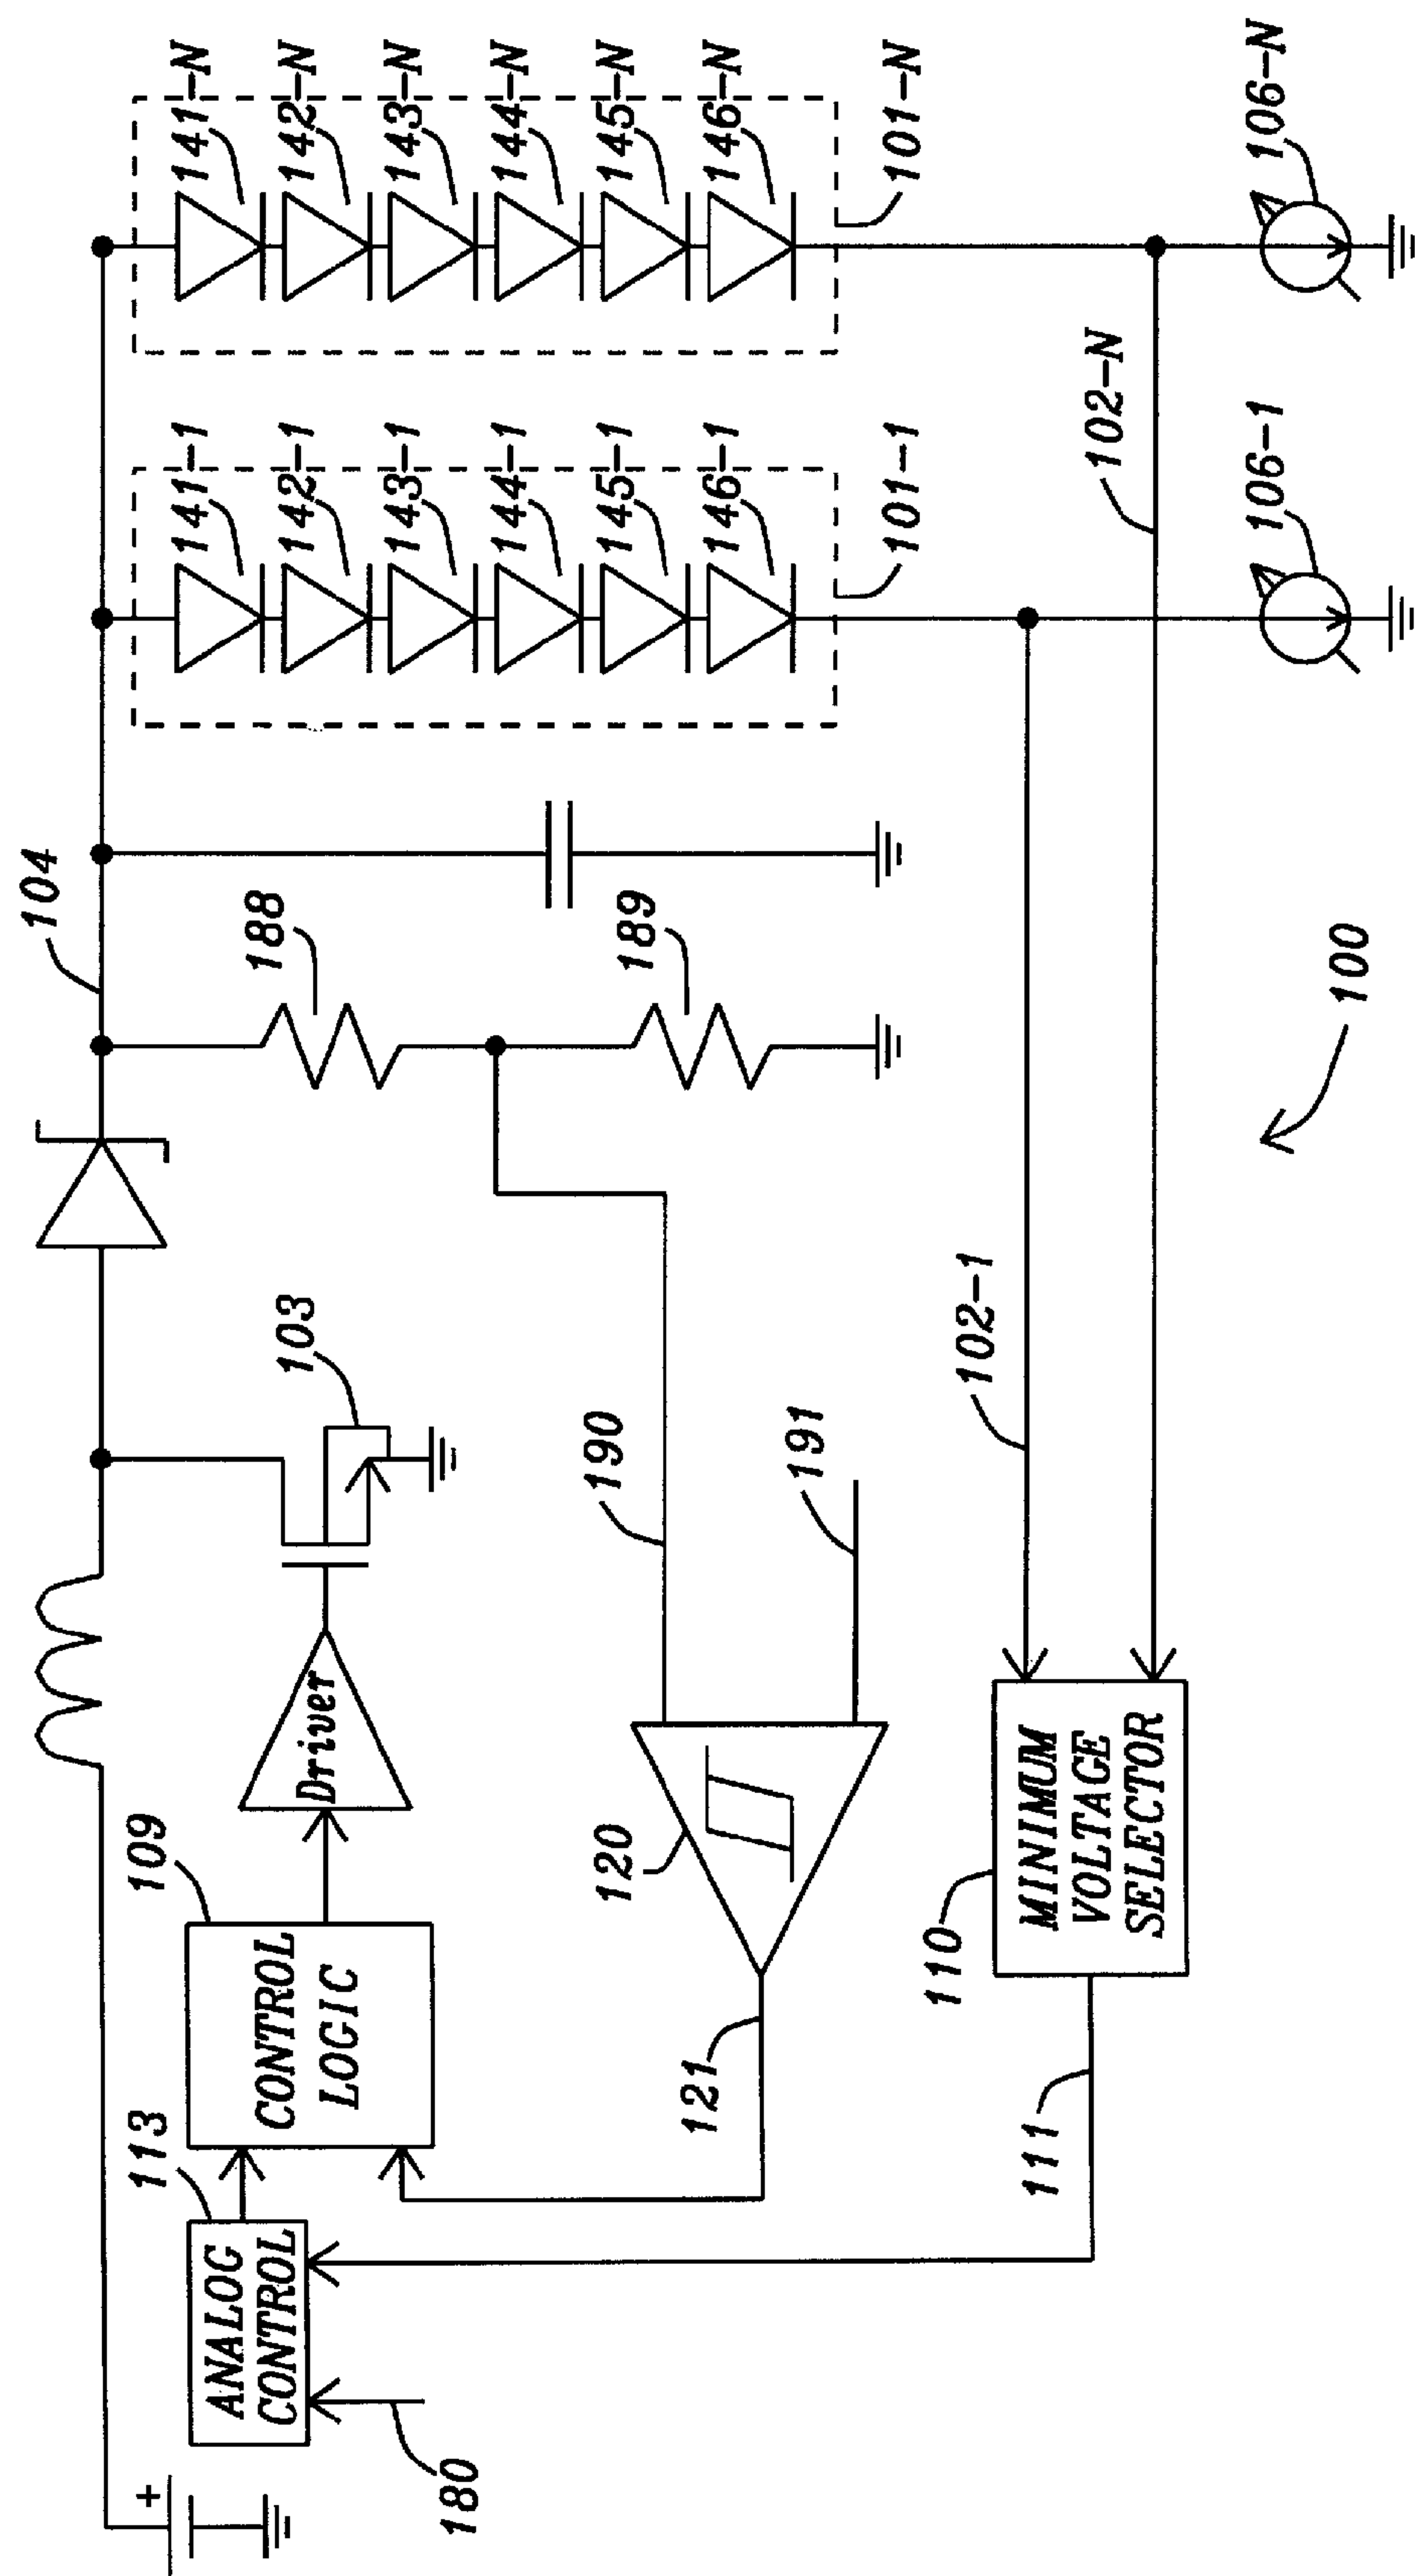 104
141-1
142-1
143-1
144-1
145-1
146-1
101-1
141-N
142-N
143-N
144-N
145-N
146-N
101-N
113
109
103
188
189
ANALOG
CONTROL
CONTROL
LOGIC
Driver
180
+
120
190
191
121
110
MINIMUM
VOLTAGE
SELECTOR
111
102-1
102-N
106-1
106-N
100